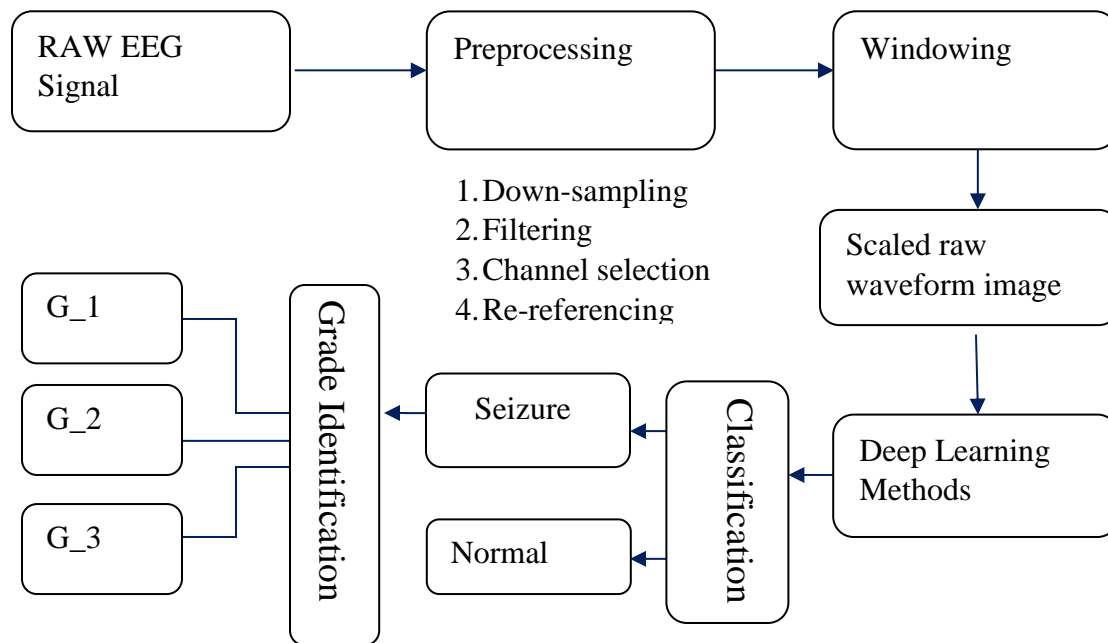 RAW EEG
Signal
Preprocessing
Windowing
1. Down-sampling
2. Filtering
3. Channel selection
4. Re-referencing
Scaled raw
waveform image
Deep Learning
Methods
Classification
Seizure
Normal
Grade Identification
G_1
G_2
G_3